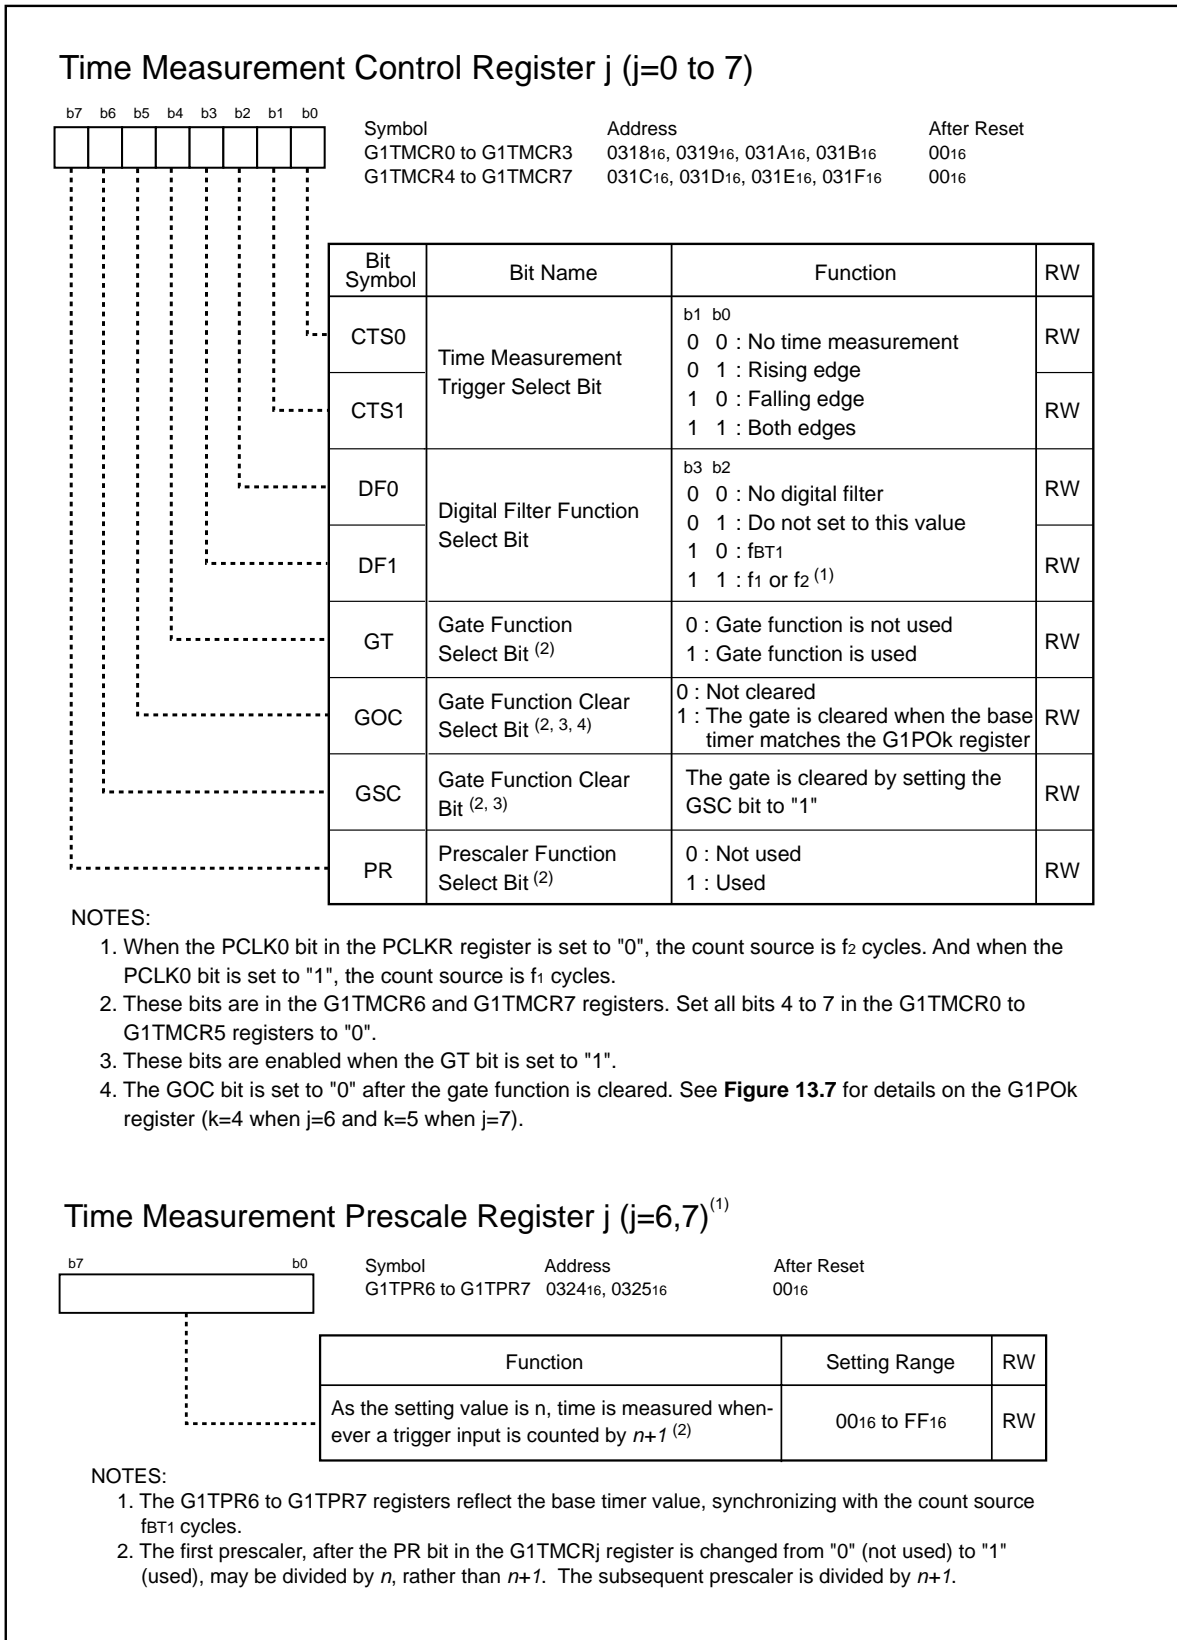 Time Measurement Control Register j (j=0 to 7)
b7 b6 b5 b4 b3 b2 b1 b0
Symbol Address After Reset
G1TMCR0 to G1TMCR3 031816, 031916, 031A16, 031B16 0016
G1TMCR4 to G1TMCR7 031C16, 031D16, 031E16, 031F16 0016
Bit Symbol Bit Name Function RW
CTS0 RW
CTS1 RW
Time Measurement
Trigger Select Bit
b1 b0
0 0 : No time measurement
0 1 : Rising edge
1 0 : Falling edge
1 1 : Both edges
DF0 RW
DF1 RW
Digital Filter Function
Select Bit
b3 b2
0 0 : No digital filter
0 1 : Do not set to this value
1 0 : fBT1
1 1 : f1 or f2 (1)
GT RW
Gate Function
Select Bit (2)
0 : Gate function is not used
1 : Gate function is used
GOC RW
Gate Function Clear
Select Bit (2, 3, 4)
0 : Not cleared
1 : The gate is cleared when the base
timer matches the G1POk register
GSC RW
Gate Function Clear
Bit (2, 3)
The gate is cleared by setting the
GSC bit to "1"
PR RW
Prescaler Function
Select Bit (2)
0 : Not used
1 : Used
NOTES:
1. When the PCLK0 bit in the PCLKR register is set to "0", the count source is f2 cycles. And when the
PCLK0 bit is set to "1", the count source is f1 cycles.
2. These bits are in the G1TMCR6 and G1TMCR7 registers. Set all bits 4 to 7 in the G1TMCR0 to
G1TMCR5 registers to "0".
3. These bits are enabled when the GT bit is set to "1".
4. The GOC bit is set to "0" after the gate function is cleared. See Figure 13.7 for details on the G1POk
register (k=4 when j=6 and k=5 when j=7).
Time Measurement Prescale Register j (j=6,7)(1)
b7 b0
Symbol Address After Reset
G1TPR6 to G1TPR7 032416, 032516 0016
Function Setting Range RW
As the setting value is n, time is measured when-
ever a trigger input is counted by n+1 (2)
0016 to FF16 RW
NOTES:
1. The G1TPR6 to G1TPR7 registers reflect the base timer value, synchronizing with the count source
fBT1 cycles.
2. The first prescaler, after the PR bit in the G1TMCRj register is changed from "0" (not used) to "1"
(used), may be divided by n, rather than n+1. The subsequent prescaler is divided by n+1.